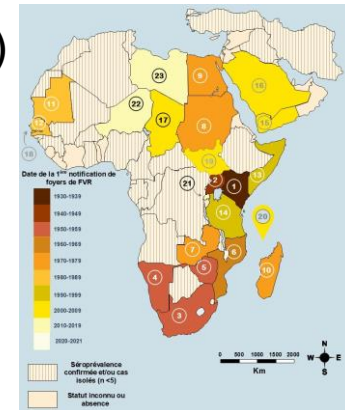 )
23
9
11
22
16
12
17
8
18
15
19
13
Date de la 1ère notification de
foyers de FVR
21
2
1
1930-1939
1940-1949
14
20
1950-1959
1960-1969
7
6
1970-1979
5
10
1980-1989
4
1990-1999
2000-2009
3
2010-2019
2020-2021
N
W E
S
0 500 1000 1500 2000
Km
Séroprévalence
confirmée et/ou cas
isolés (n <5)
Statut inconnu ou
absence